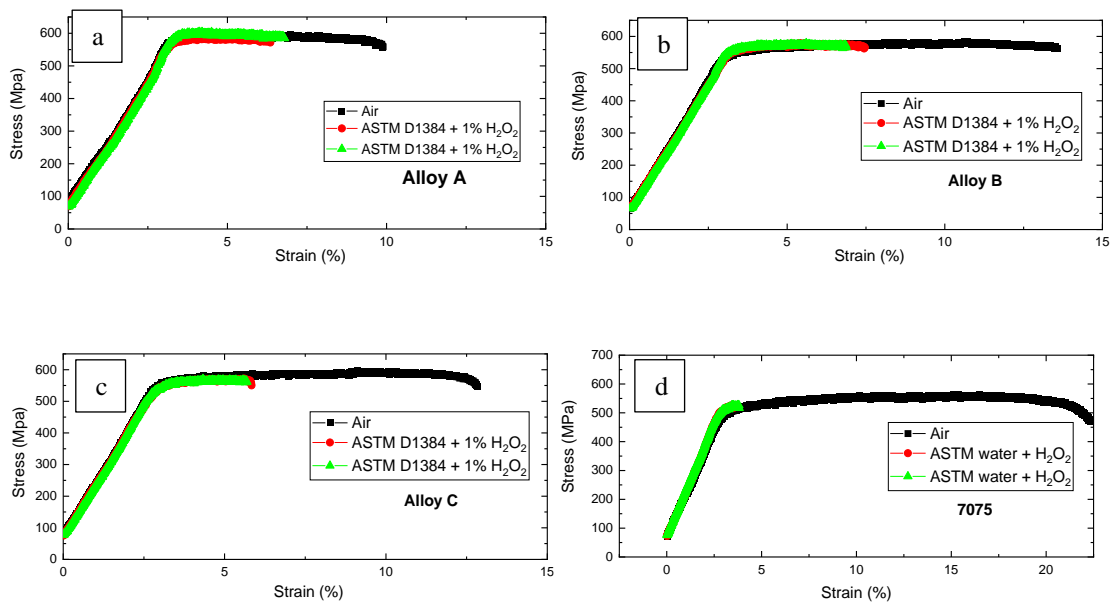 a
600
500
400
300
200
100
0
Stress (Mpa)
0
5
10
15
Strain (%)
Air
ASTM D1384 + 1% H₂O₂
ASTM D1384 + 1% H₂O₂
Alloy A
b
600
500
400
300
200
100
0
Stress (Mpa)
0
5
10
15
Strain (%)
Air
ASTM D1384 + 1% H₂O₂
ASTM D1384 + 1% H₂O₂
Alloy B
c
600
500
400
300
200
100
0
Stress (Mpa)
0
5
10
15
Strain (%)
Air
ASTM D1384 + 1% H₂O₂
ASTM D1384 + 1% H₂O₂
Alloy C
d
700
600
500
400
300
200
100
0
Stress (MPa)
0
5
10
15
20
Strain (%)
Air
ASTM water + H₂O₂
ASTM water + H₂O₂
7075